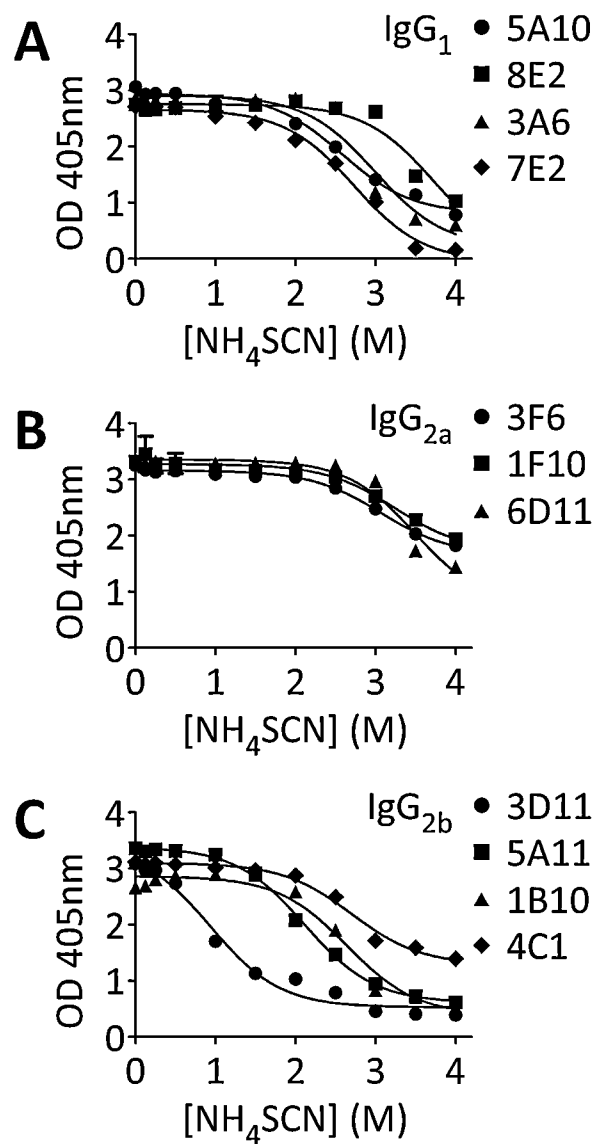 A
IgG₁
5A10
8E2
3A6
7E2
OD 405nm
4
3
2
1
0
0 1 2 3 4
[NH₄SCN] (M)
B
IgG₂ₐ
3F6
1F10
6D11
OD 405nm
4
3
2
1
0
0 1 2 3 4
[NH₄SCN] (M)
C
IgG₂b
3D11
5A11
1B10
4C1
OD 405nm
4
3
2
1
0
0 1 2 3 4
[NH₄SCN] (M)